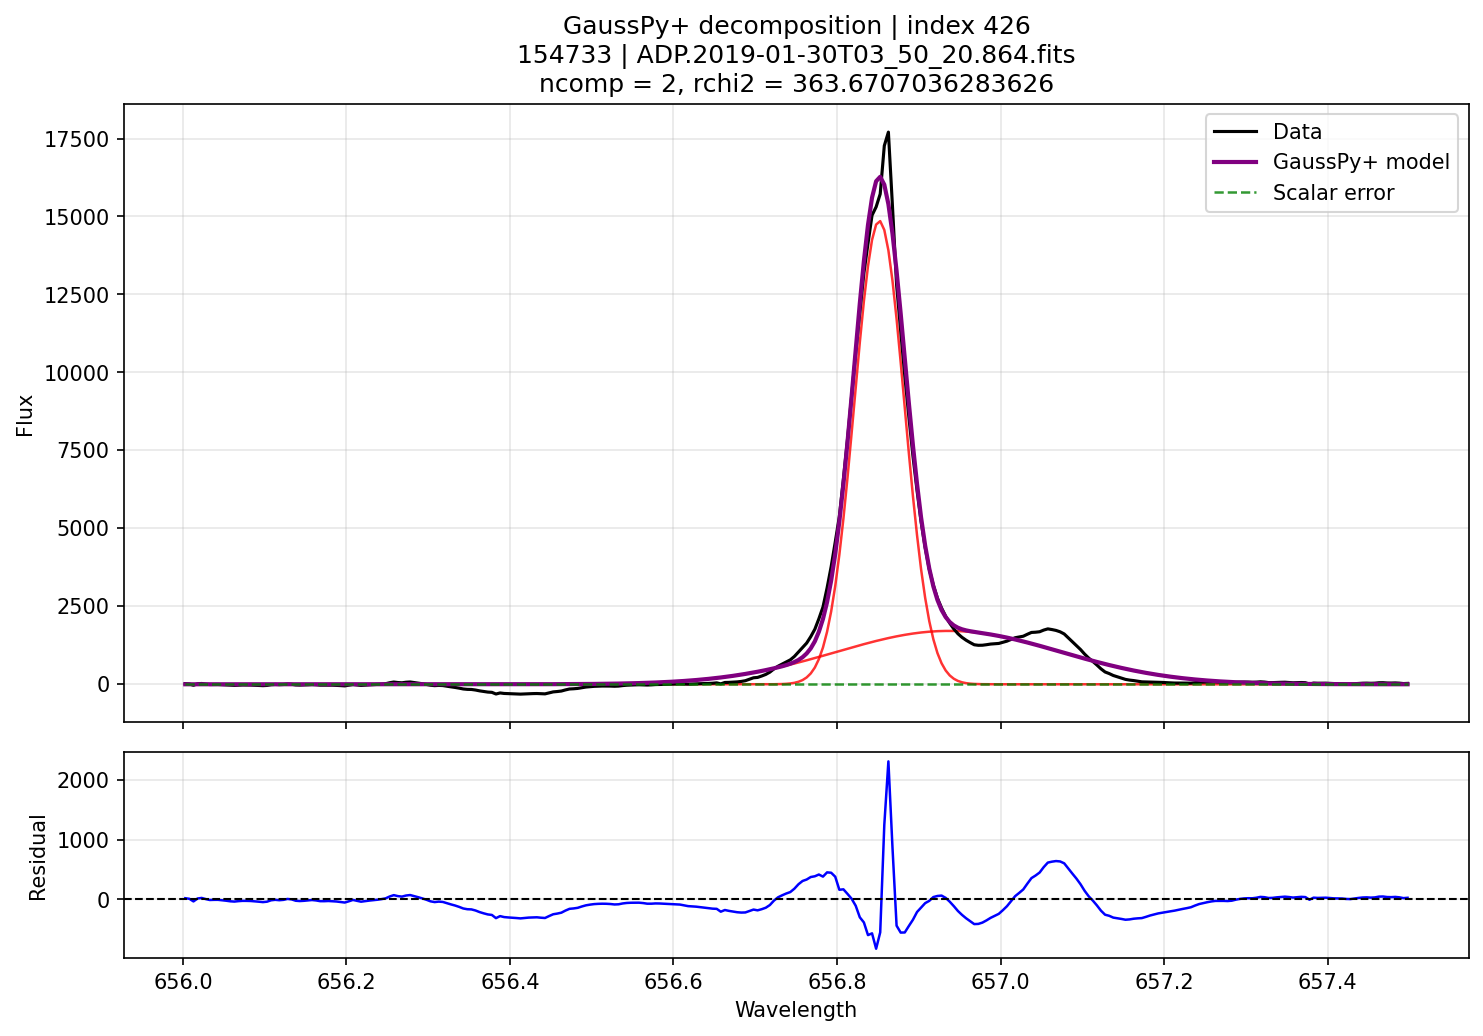 GaussPy+ decomposition | index 426
154733 | ADP.2019-01-30T03_50_20.864.fits
ncomp = 2, rchi2 = 363.6707036283626
Data
GaussPy+ model
Scalar error
17500
15000
12500
10000
7500
5000
2500
0
Flux
2000
1000
0
Residual
656.0
656.2
656.4
656.6
656.8
657.0
657.2
657.4
Wavelength